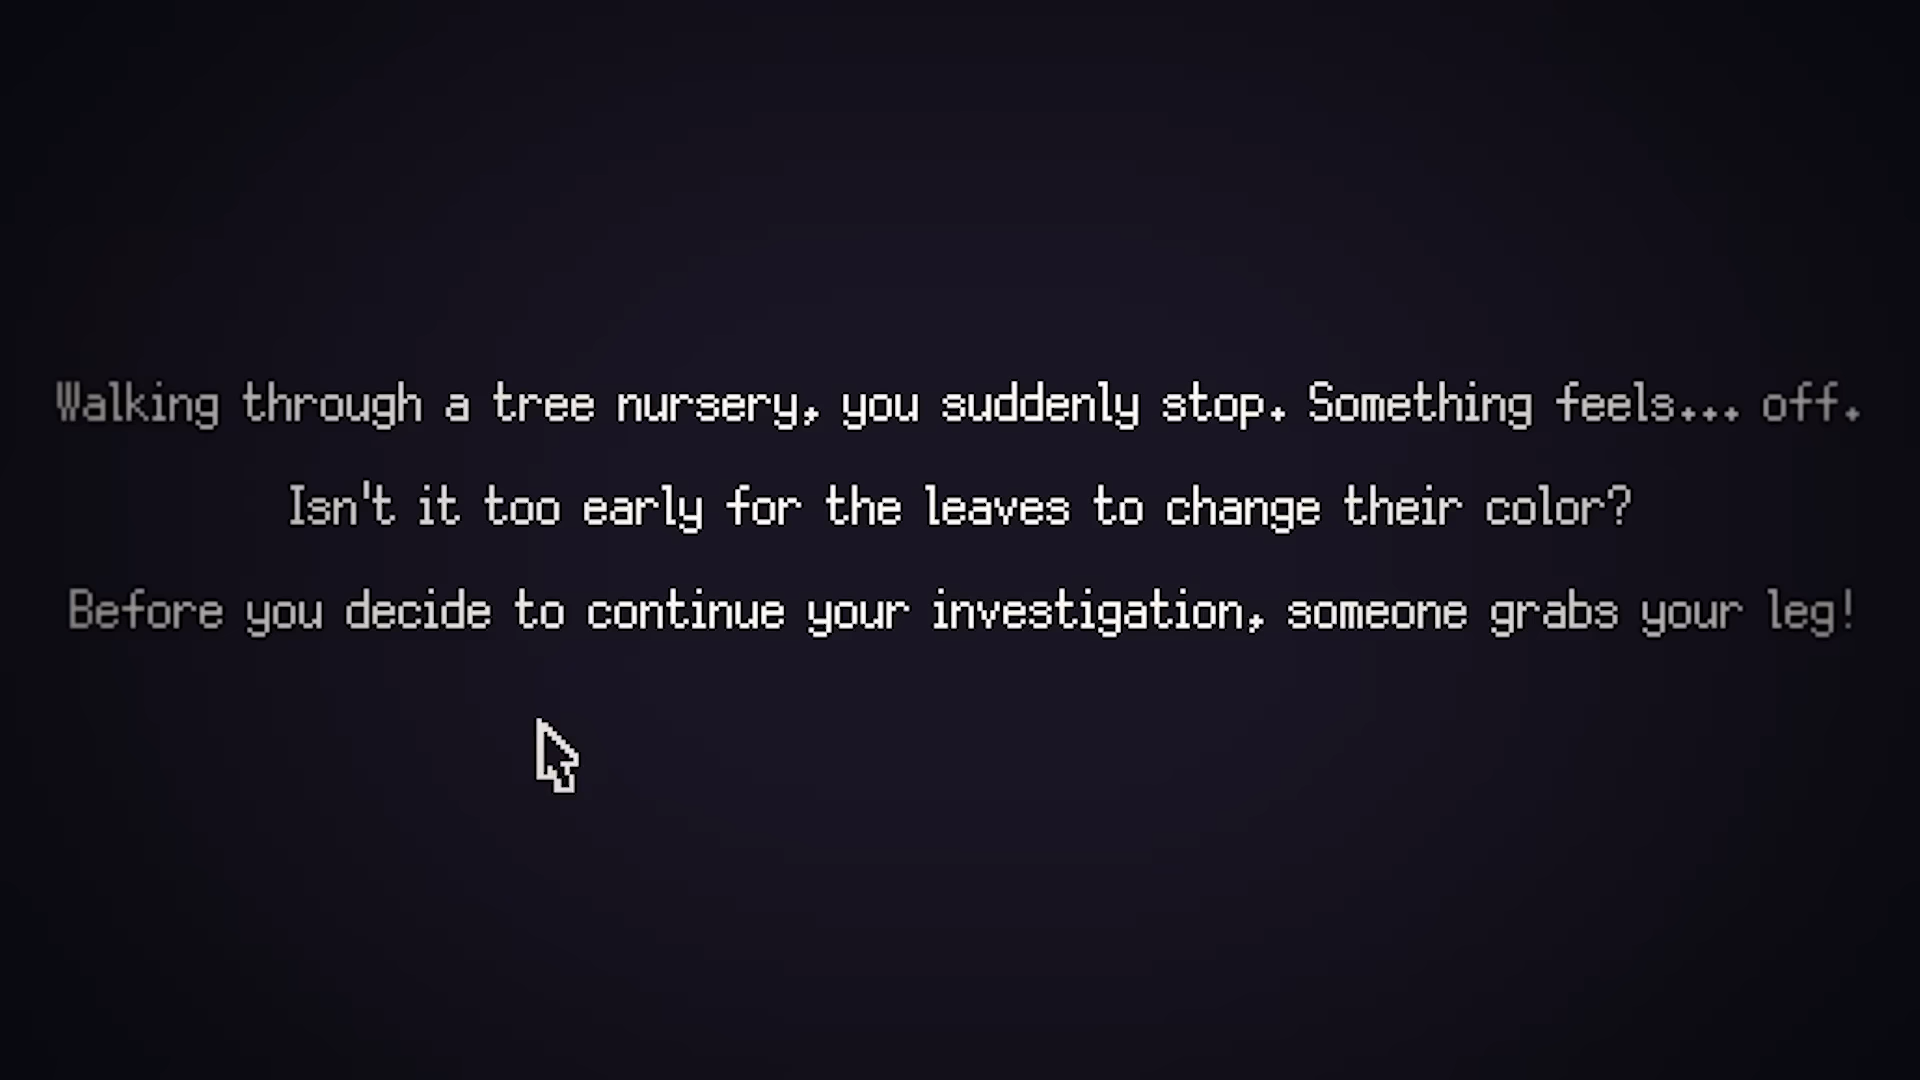 Walking through a tree nursery, you suddenly stop. Something feels... off.
Isn't it too early for the leaves to change their color?
Before you decide to continue your investigation, someone grabs your leg!